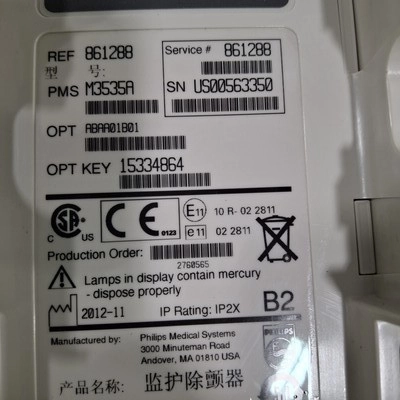 REF 861288
Service # 861288
型 号:
PMS M3535A
SN US00563350
OPT ABAA01B01
OPT KEY 15334864
C SA US
CE 0123
E11 10 R- 02 2811
e11 02 2811
Production Order:
2760565
Lamps in display contain mercury
- dispose properly
2012-11 IP Rating: IP2X B2
Manufactured by: Philips Medical Systems
3000 Minuteman Road
Andover, MA 01810 USA
PHILIPS
产品名称: 监护除颤器